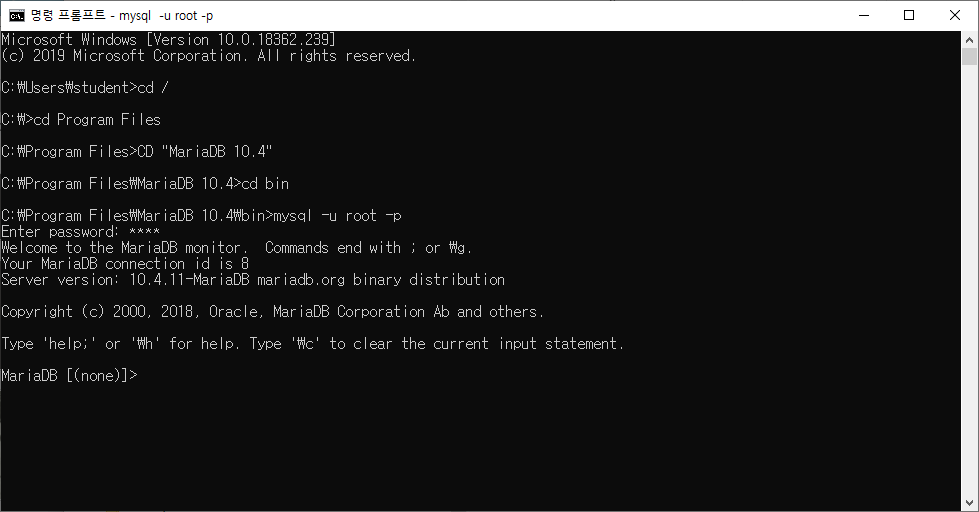 명령 프롬프트 - mysql  -u root -p
Microsoft Windows [Version 10.0.18362.239]
(c) 2019 Microsoft Corporation. All rights reserved.
C:₩Users₩student>cd /
C:₩>cd Program Files
C:₩Program Files>CD "MariaDB 10.4"
C:₩Program Files₩MariaDB 10.4>cd bin
C:₩Program Files₩MariaDB 10.4₩bin>mysql -u root -p
Enter password: ****
Welcome to the MariaDB monitor.  Commands end with ; or ₩g.
Your MariaDB connection id is 8
Server version: 10.4.11-MariaDB mariadb.org binary distribution
Copyright (c) 2000, 2018, Oracle, MariaDB Corporation Ab and others.
Type 'help;' or '₩h' for help. Type '₩c' to clear the current input statement.
MariaDB [(none)]>